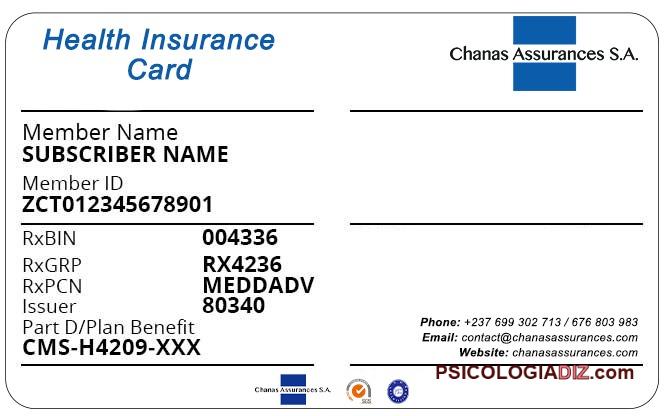 Health Insurance
Card
Chanas Assurances S.A.
Member Name
SUBSCRIBER NAME
Member ID
ZCT012345678901
RxBIN 004336
RxGRP RX4236
RxPCN MEDDADV
Issuer 80340
Part D/Plan Benefit
CMS-H4209-XXX
Phone: +237 699 302 713 / 676 803 983
Email: contact@chanasassurances.com
Website: chanasassurances.com
PSICOLOGIADIZ.com
Chanas Assurances S.A.
SGS